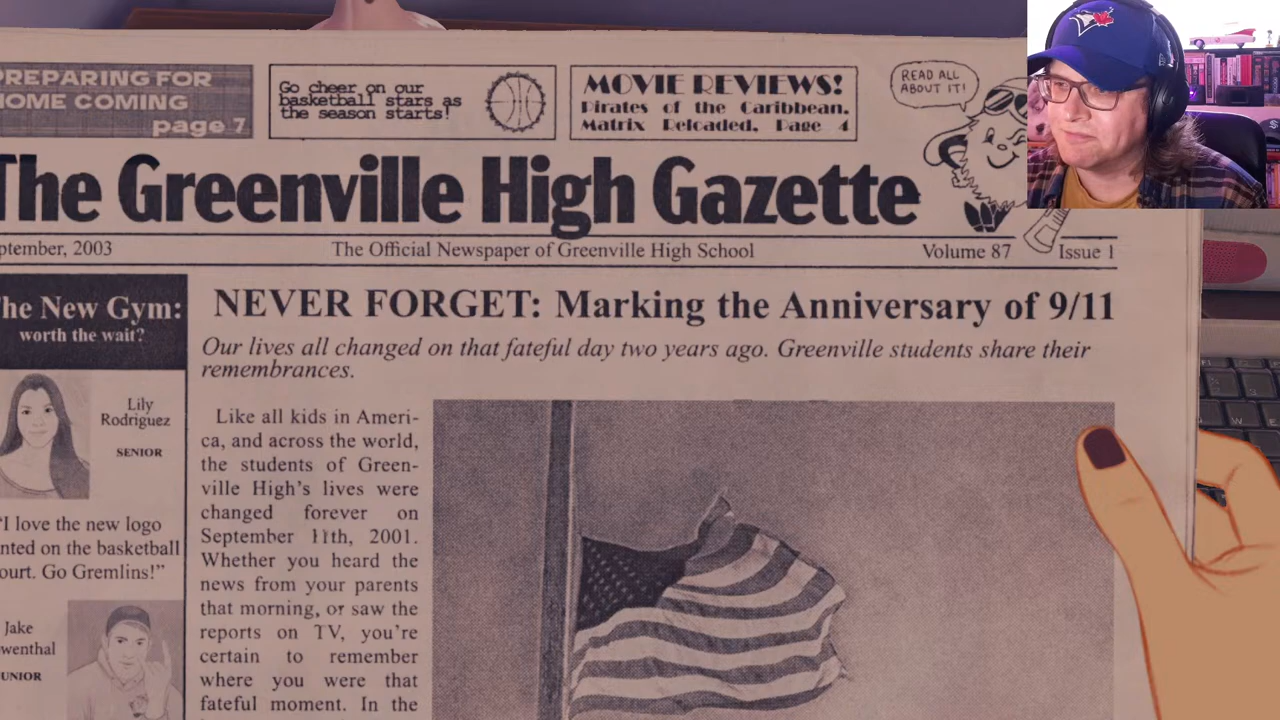 PREPARING FOR
HOME COMING
page 7
Go cheer on our
basketball stars as
the season starts!
MOVIE REVIEWS!
Pirates of the Caribbean,
Matrix Reloaded, Page 4
READ ALL
ABOUT IT!
The Greenville High Gazette
ptember, 2003
The Official Newspaper of Greenville High School
Volume 87
Issue 1
The New Gym:
worth the wait?
Lily
Rodriguez
SENIOR
"I love the new logo
nted on the basketball
ourt. Go Gremlins!"
Jake
wenthal
UNIOR
NEVER FORGET: Marking the Anniversary of 9/11
Our lives all changed on that fateful day two years ago. Greenville students share their
remembrances.
Like all kids in Ameri-
ca, and across the world,
the students of Green-
ville High's lives were
changed forever on
September 11th, 2001.
Whether you heard the
news from your parents
that morning, or saw the
reports on TV, you're
certain to remember
where you were that
fateful moment. In the